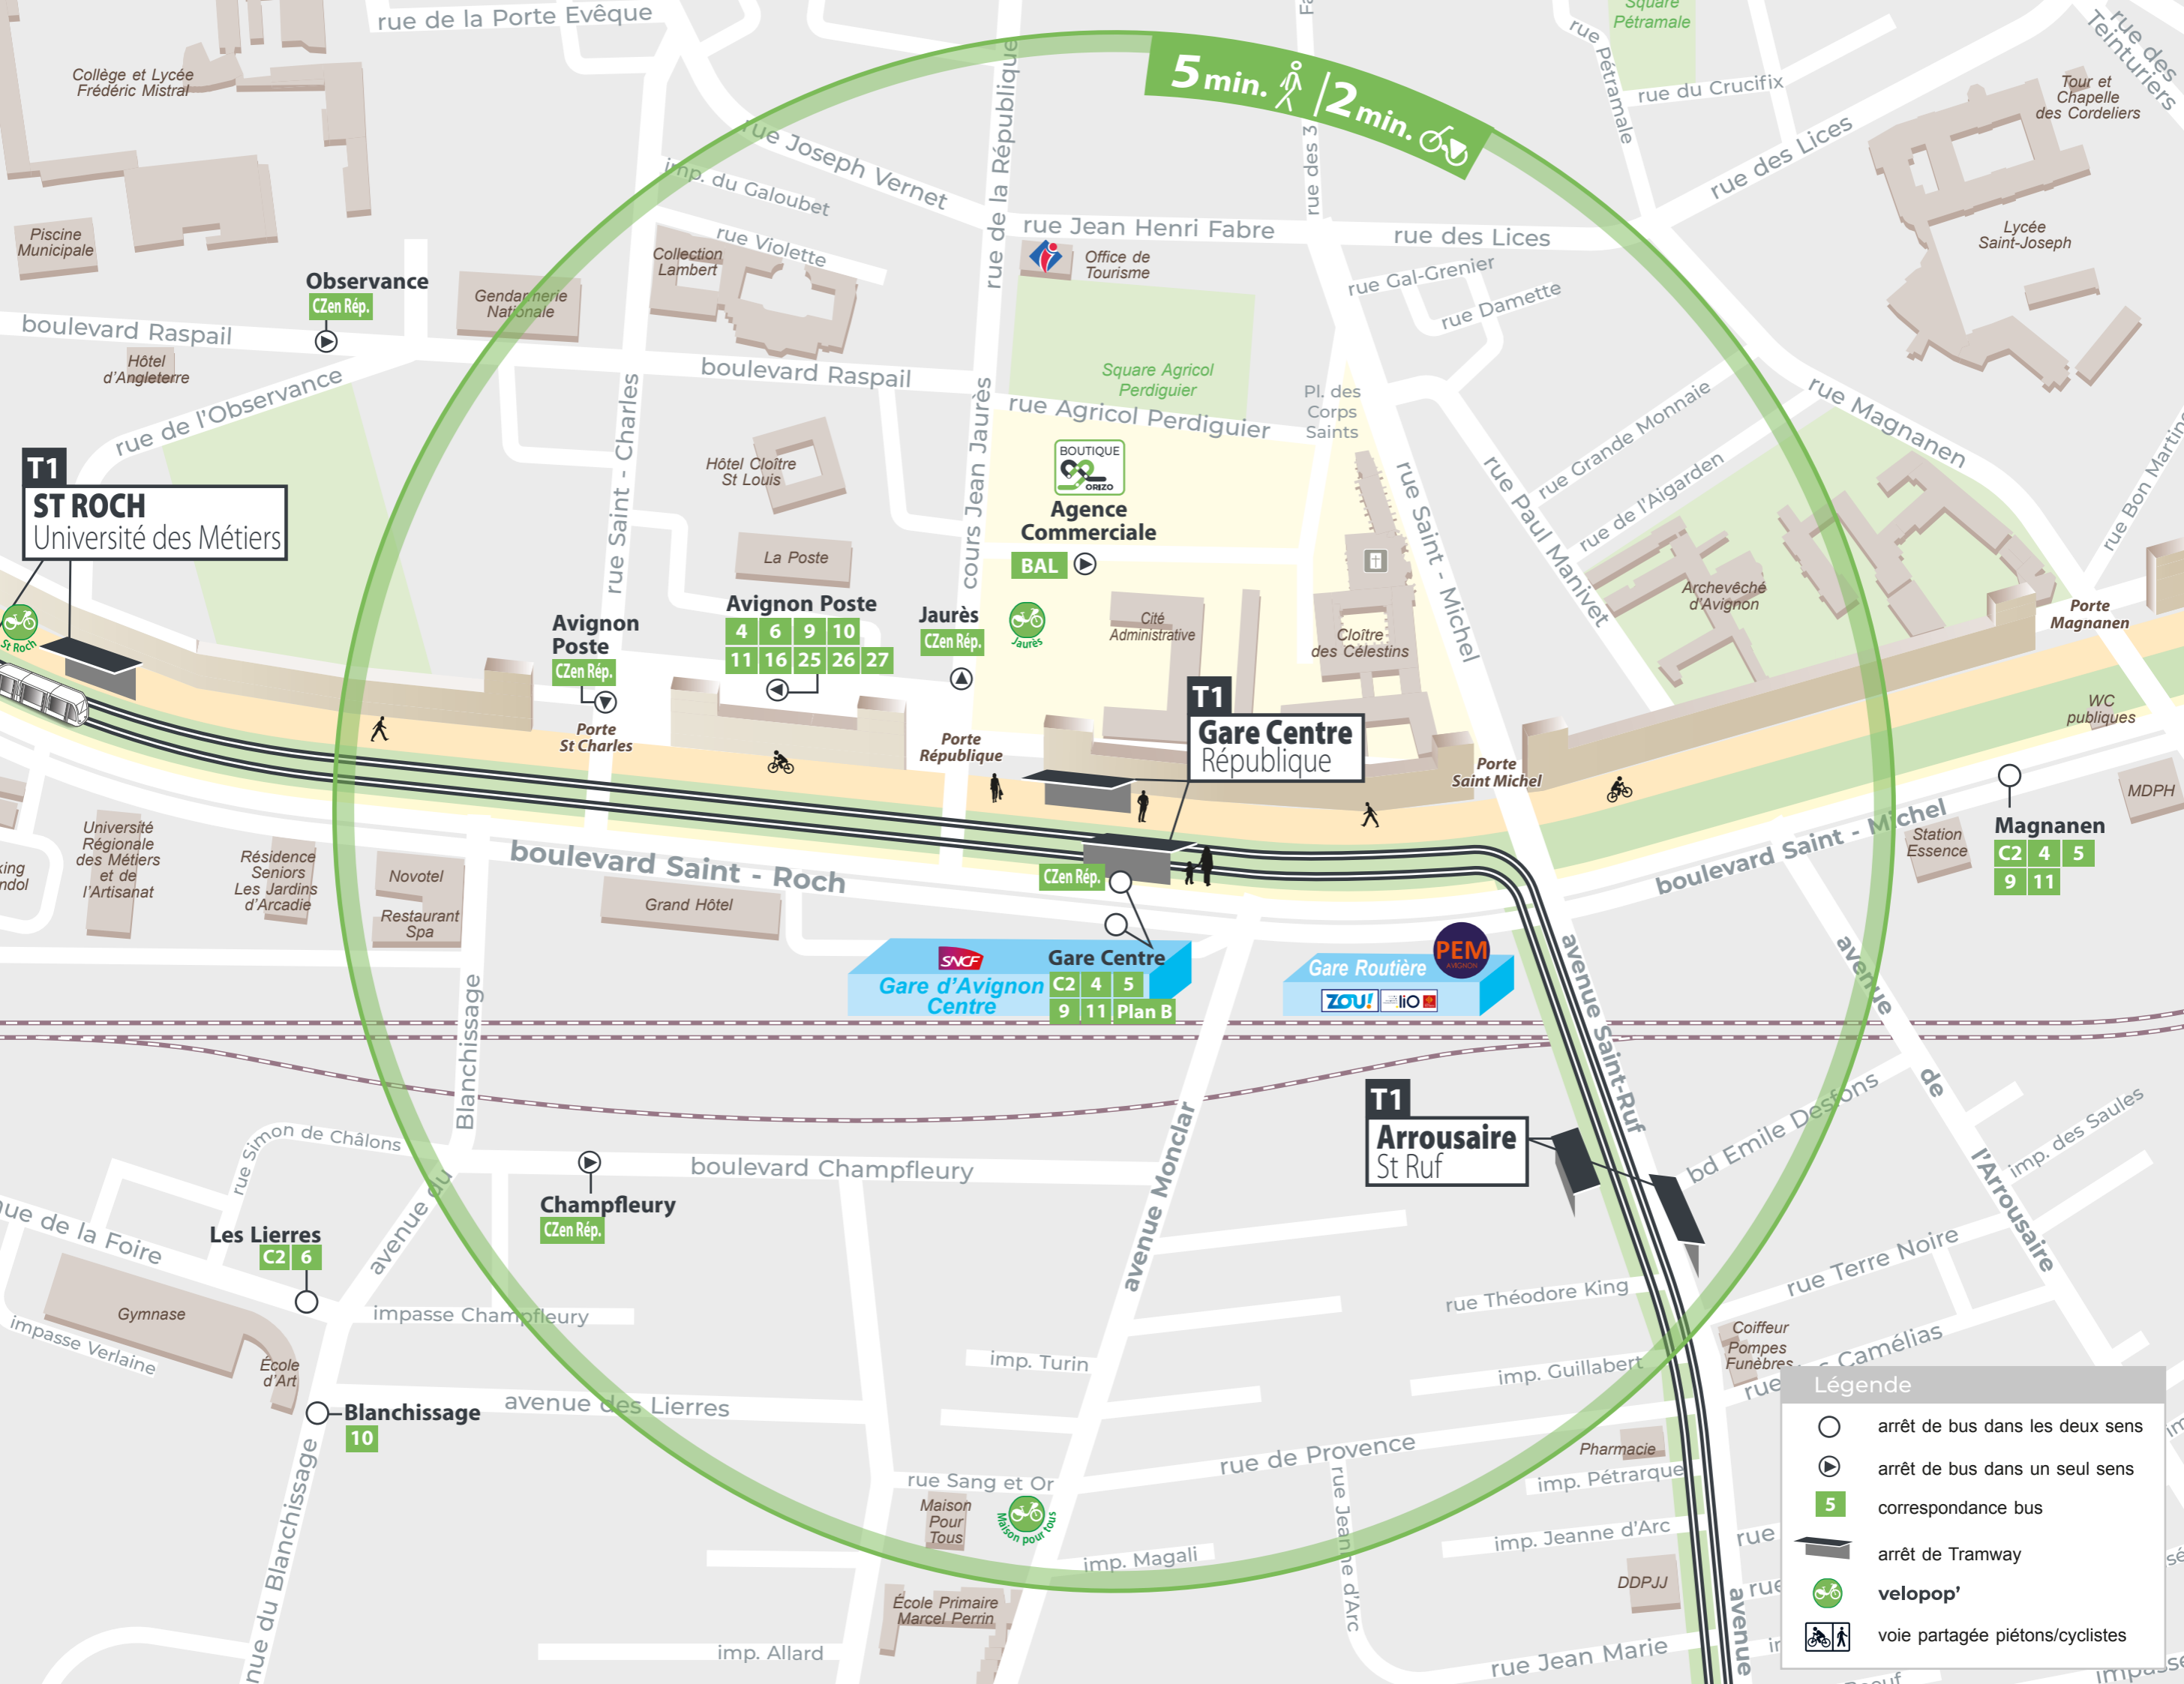 rue de la Porte Evêque
Collège et Lycée
Frédéric Mistral
Piscine
Municipale
Observance
CZen Rép.
Gendarmerie
Nationale
boulevard Raspail
Hôtel
d'Angleterre
rue de l'Observance
rue Joseph Vernet
imp. du Galoubet
rue Violette
Collection
Lambert
rue de la République
5 min. / 2 min.
rue des 3
rue Jean Henri Fabre
Office de
Tourisme
rue des Lices
rue Gal-Grenier
rue Damette
Square
Pétramale
rue Pétramale
rue du Crucifix
rue des Lices
rue des
Teinturiers
Tour et
Chapelle
des Cordeliers
Lycée
Saint-Joseph
boulevard Raspail
Square Agricol
Perdiguier
rue Agricol Perdiguier
Pl. des
Corps
Saints
rue Grande Monnaie
rue de l'Aigarden
rue Magnanen
rue Bon Martinet
T1
ST ROCH
Université des Métiers
St Roch
rue Saint - Charles
Hôtel Cloître
St Louis
La Poste
cours Jean Jaurès
BOUTIQUE
ORIZO
Agence
Commerciale
BAL
rue Saint - Michel
rue Paul Manivet
Archevêché
d'Avignon
Porte
Magnanen
Avignon
Poste
CZen Rép.
Avignon Poste
4 6 9 10
11 16 25 26 27
Jaurès
CZen Rép.
Jaurès
Cité
Administrative
Cloître
des Célestins
T1
Gare Centre
République
Porte
St Charles
Porte
République
Porte
Saint Michel
WC
publiques
MDPH
Université
Régionale
des Métiers
et de
l'Artisanat
Résidence
Seniors
Les Jardins
d'Arcadie
Novotel
Restaurant
Spa
boulevard Saint - Roch
Grand Hôtel
CZen Rép.
boulevard Saint - Michel
Station
Essence
Magnanen
C2 4 5
9 11
SNCF
Gare d'Avignon
Centre
Gare Centre
C2 4 5
9 11 Plan B
Gare Routière
PEM
AVIGNON
ZOU!
liO
avenue Saint-Ruf
avenue de l'Arrousaire
avenue du Blanchissage
rue Simon de Châlons
boulevard Champfleury
Champfleury
CZen Rép.
avenue Monclar
T1
Arrousaire
St Ruf
bd Emile Desfons
imp. des Saules
nue de la Foire
Les Lierres
C2 6
Gymnase
impasse Verlaine
École
d'Art
impasse Champfleury
Blanchissage
10
avenue des Lierres
imp. Turin
rue Théodore King
rue Terre Noire
imp. Guillabert
Coiffeur
Pompes
Funèbres
Camélias
rue
rue Sang et Or
rue de Provence
Maison
Pour
Tous
Maison pour tous
Pharmacie
imp. Pétrarque
rue Jeanne d'Arc
imp. Jeanne d'Arc
imp. Magali
École Primaire
Marcel Perrin
imp. Allard
DDPJJ
rue Jean Marie
avenue
nue du Blanchissage
rue
rue
Légende
arrêt de bus dans les deux sens
arrêt de bus dans un seul sens
5 correspondance bus
arrêt de Tramway
velopop'
voie partagée piétons/cyclistes